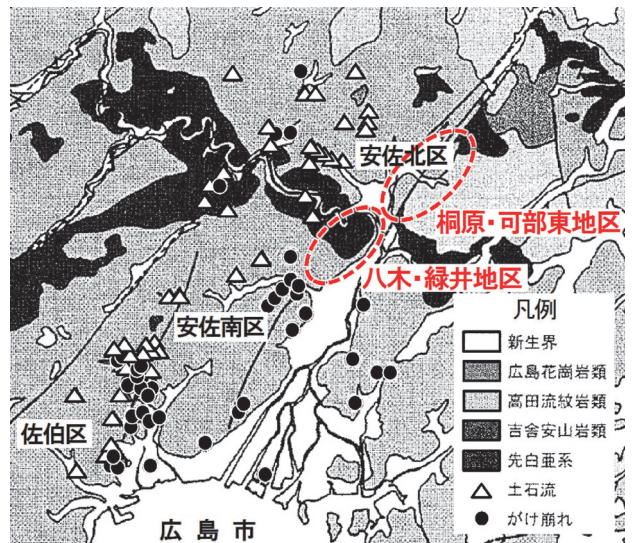 安佐北区
桐原・可部東地区
八木・緑井地区
安佐南区
佐伯区
広島市
凡例
新生界
広島花崗岩類
高田流紋岩類
吉舎安山岩類
先白亜系
土石流
がけ崩れ